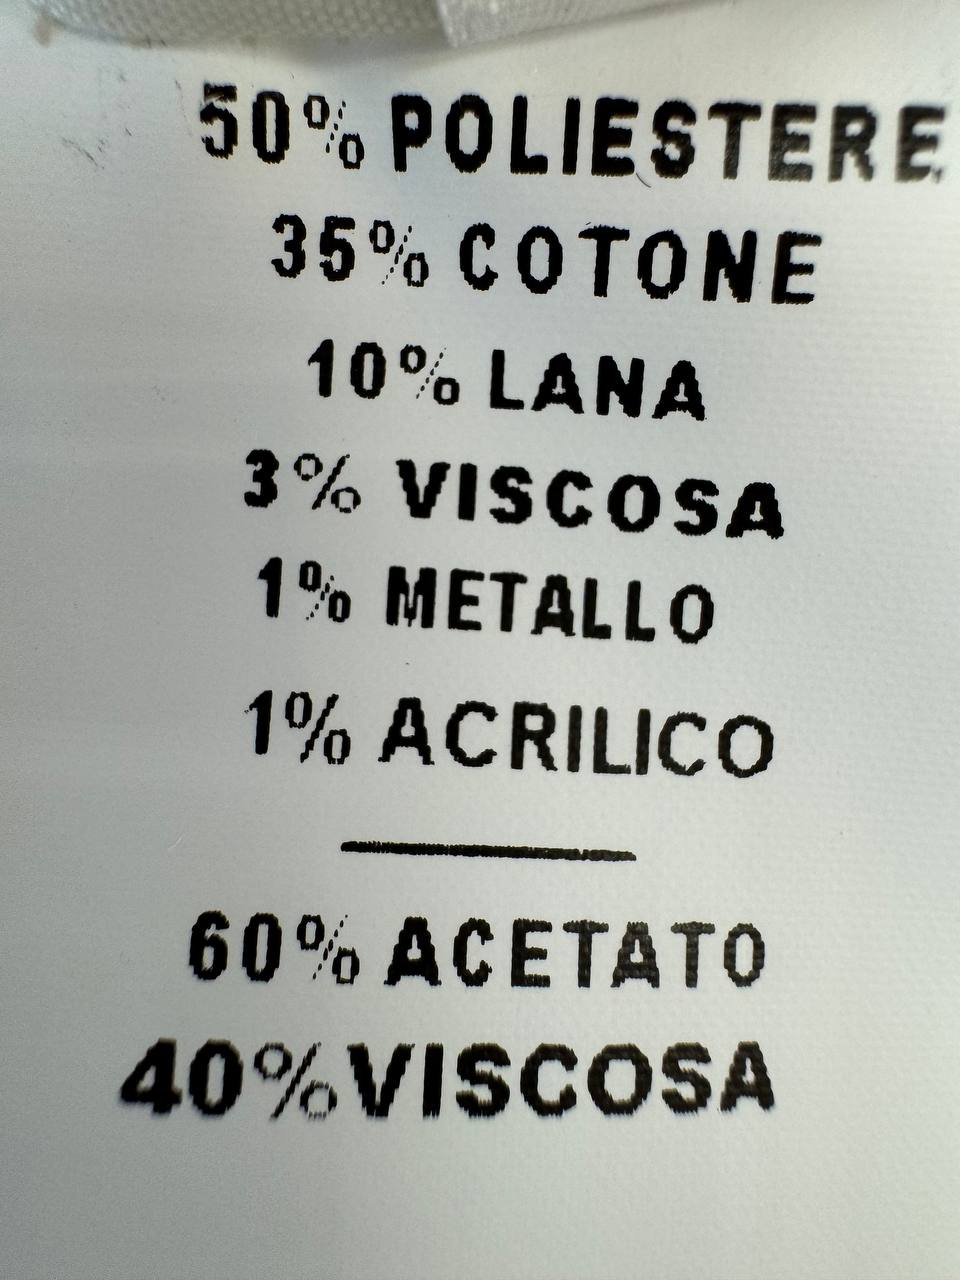 50% POLIESTERE
35% COTONE
10% LANA
3% VISCOSA
1% METALLO
1% ACRILICO
60% ACETATO
40% VISCOSA